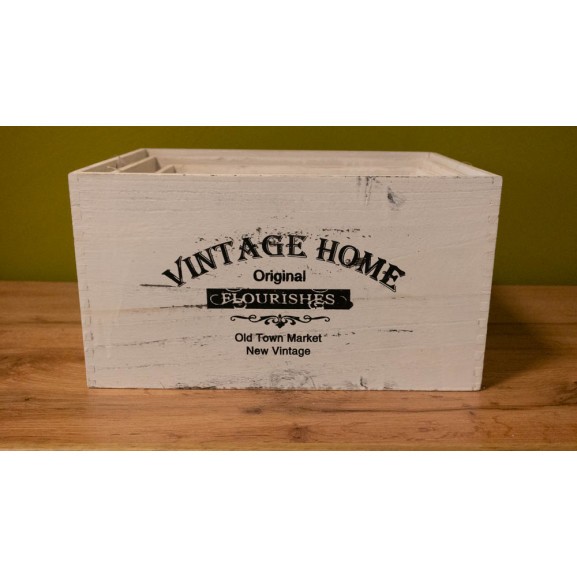 VINTAGE HOME
Original
FLOURISHES
Old Town Market
New Vintage